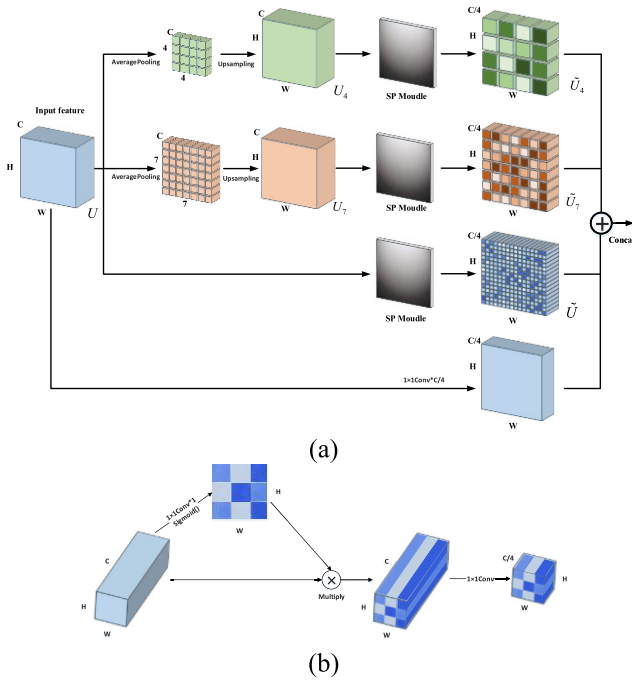 C
4
4
AveragePooling
Upsampling
C
H
W
U₄
SP Moudle
C/4
H
W
Ũ₄
Input feature
C
H
W
U
C
7
7
AveragePooling
Upsampling
C
H
W
U₇
SP Moudle
C/4
H
W
Ũ₇
+
Conca
SP Moudle
C/4
H
W
Ũ
1×1Conv*C/4
C/4
H
W
(a)
1×1Conv*1
Sigmoid()
H
W
C
H
W
×
Multiply
C
H
W
1×1Conv
C/4
H
W
(b)